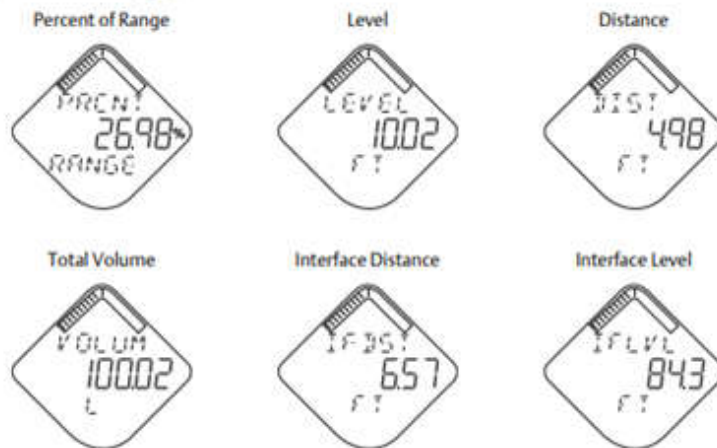 Percent of Range
Level
Distance
PRCNT
26.98%
RANGE
LEVEL
10.02
FT
DIST
4.98
FT
Total Volume
Interface Distance
Interface Level
VOLUM
100.02
L
IFDST
6.57
FT
IFLVL
84.3
FT